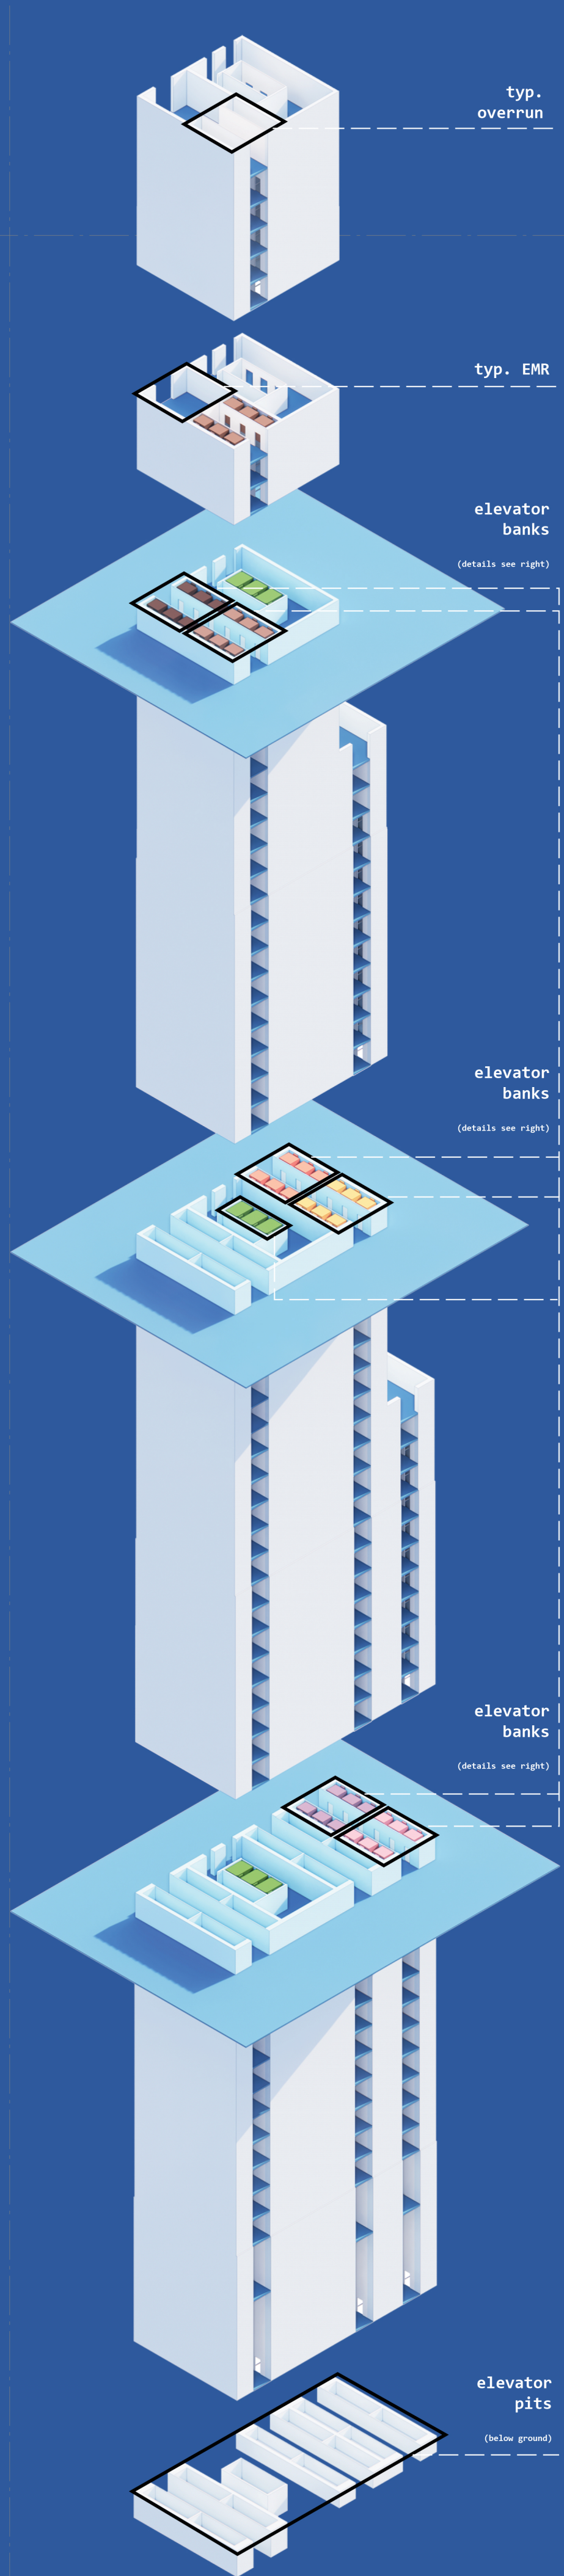 typ.
overrun
typ. EMR
elevator
banks
(details see right)
elevator
banks
(details see right)
elevator
banks
(details see right)
elevator
pits
(below ground)